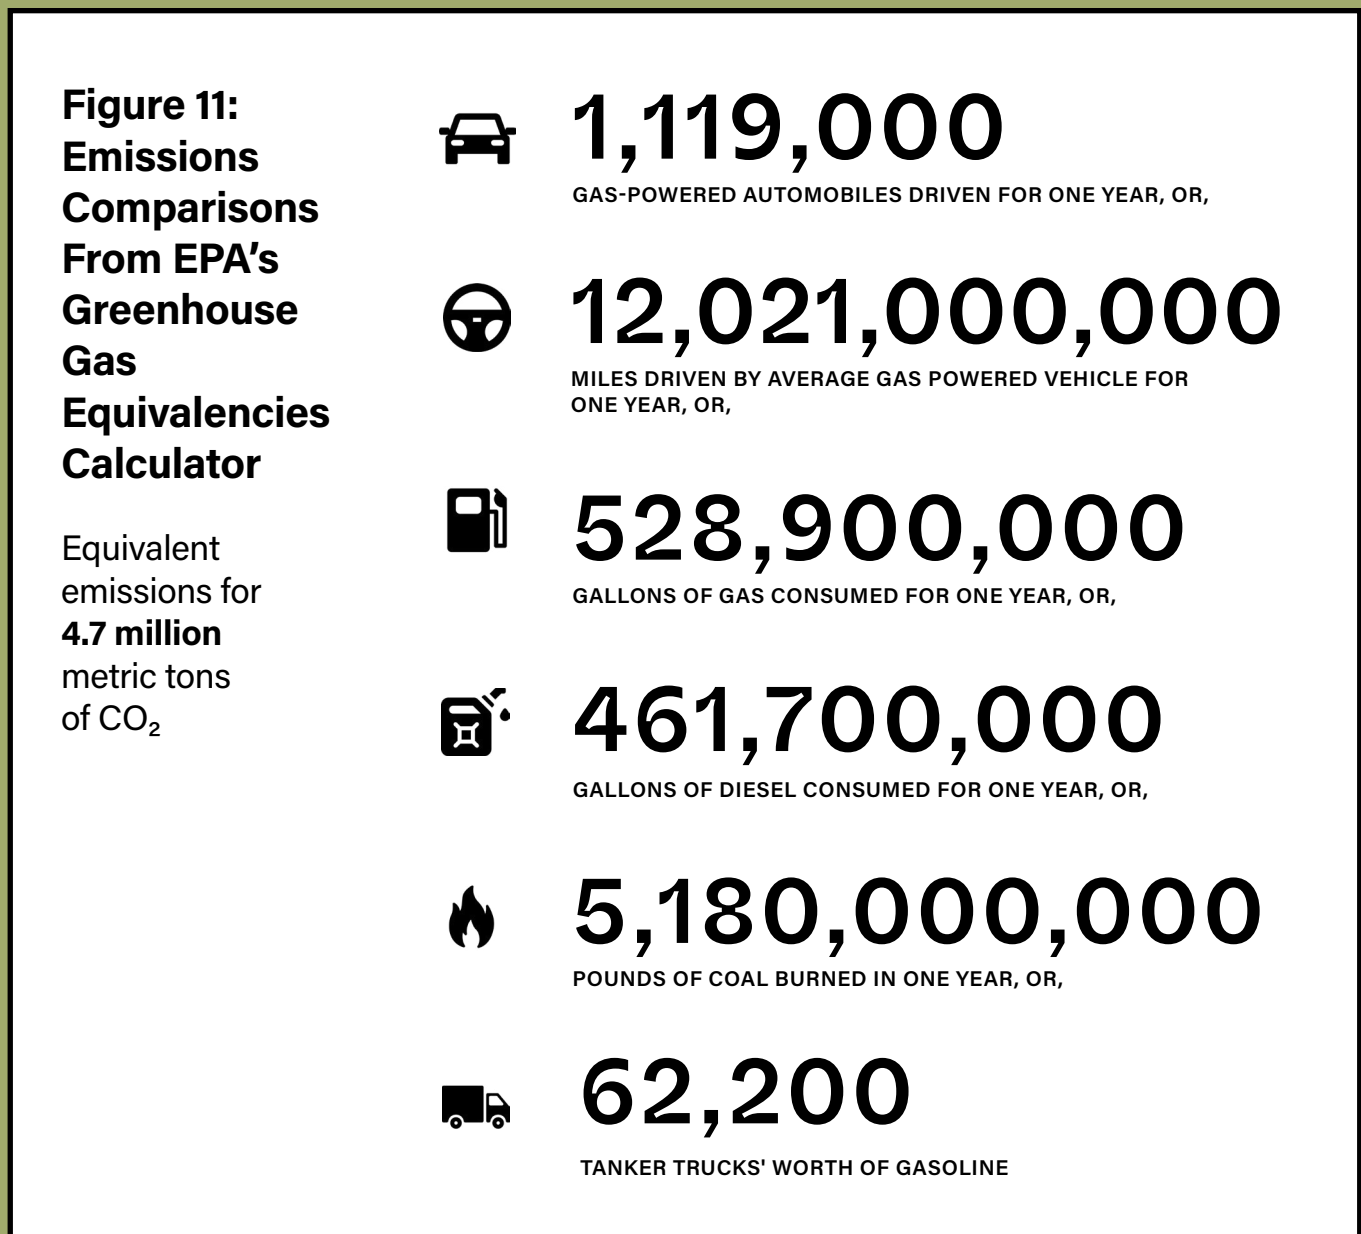 Figure 11:
Emissions
Comparisons
From EPA’s
Greenhouse
Gas
Equivalencies
Calculator
Equivalent
emissions for
4.7 million
metric tons
of CO₂
1,119,000
GAS-POWERED AUTOMOBILES DRIVEN FOR ONE YEAR, OR,
12,021,000,000
MILES DRIVEN BY AVERAGE GAS POWERED VEHICLE FOR
ONE YEAR, OR,
528,900,000
GALLONS OF GAS CONSUMED FOR ONE YEAR, OR,
461,700,000
GALLONS OF DIESEL CONSUMED FOR ONE YEAR, OR,
5,180,000,000
POUNDS OF COAL BURNED IN ONE YEAR, OR,
62,200
TANKER TRUCKS' WORTH OF GASOLINE